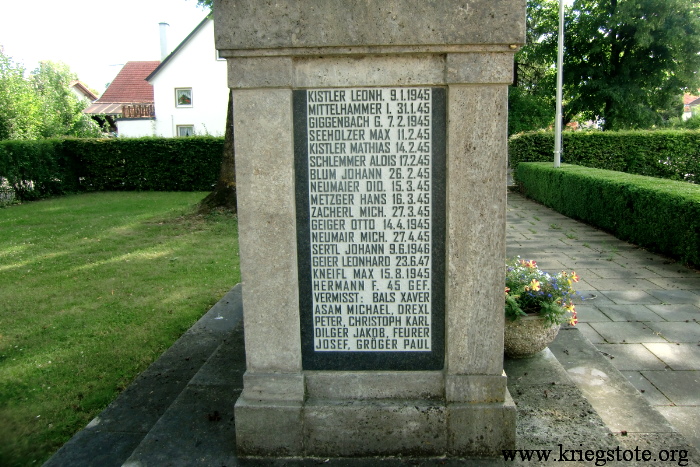 KISTLER LEONH. 9.1.1945
MITTELHAMMER I. 31.1.45
GIGGENBACH G. 7.2.1945
SEEHOLZER MAX 11.2.45
KISTLER MATHIAS 14.2.45
SCHLEMMER ALOIS 17.2.45
BLUM JOHANN 26.2.45
NEUMAIER DID. 15.3.45
METZGER HANS 16.3.45
ZACHERL MICH. 27.3.45
GEIGER OTTO 14.4.1945
NEUMAIR MICH. 27.4.45
SERTL JOHANN 9.6.1946
GEIER LEONHARD 23.6.47
KNEIFL MAX 15.8.1945
HERMANN F. 45 GEF.
VERMISST: BALS XAVER
ASAM MICHAEL, DREXL
PETER, CHRISTOPH KARL
DILGER JAKOB, FEURER
JOSEF, GRÖGER PAUL
www.kriegstote.org